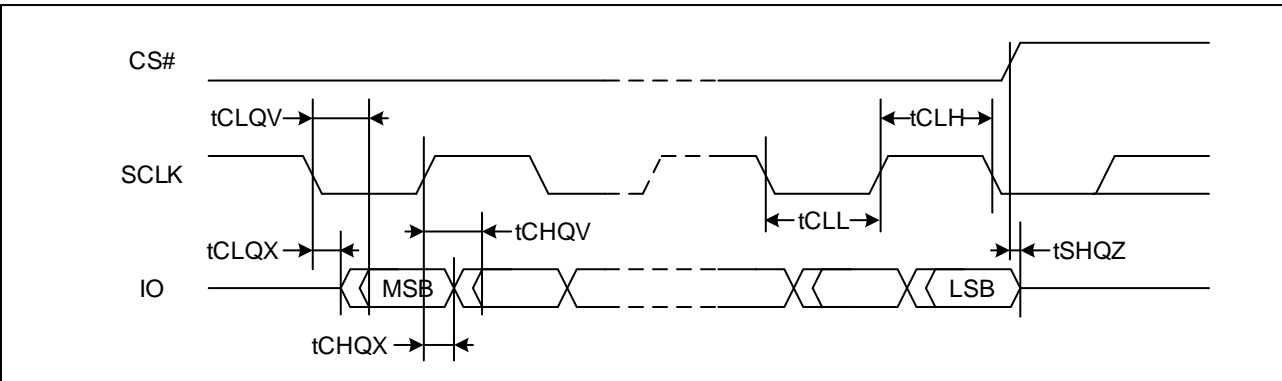 CS#
tCLQV
tCLH
SCLK
tCLL
tCHQV
tCLQX
tSHQZ
IO
MSB
LSB
tCHQX